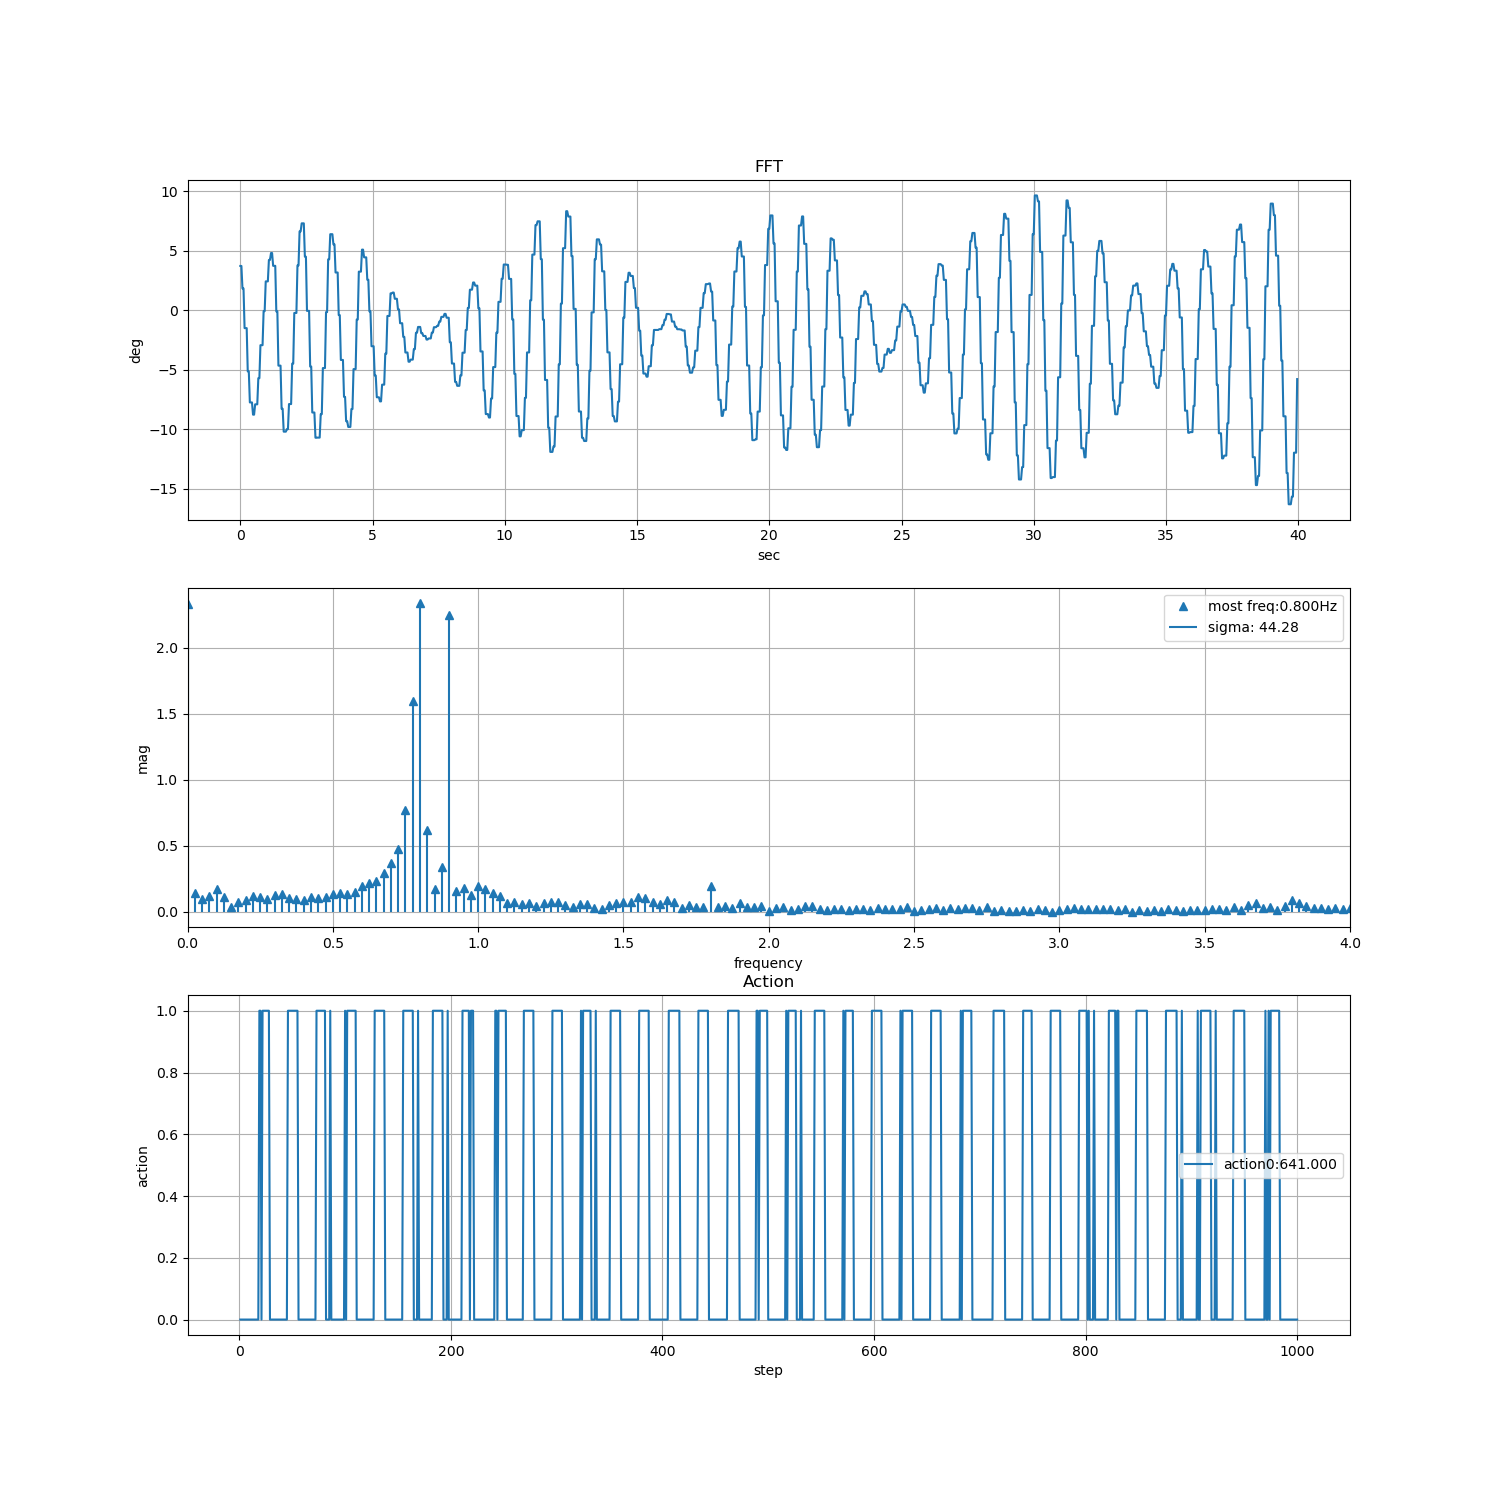 FFT
10
5
0
−5
−10
−15
deg
0 5 10 15 20 25 30 35 40
sec
most freq:0.800Hz
sigma: 44.28
2.0
1.5
1.0
0.5
0.0
mag
0.0 0.5 1.0 1.5 2.0 2.5 3.0 3.5 4.0
frequency
Action
1.0
0.8
0.6
0.4
0.2
0.0
action
action0:641.000
0 200 400 600 800 1000
step